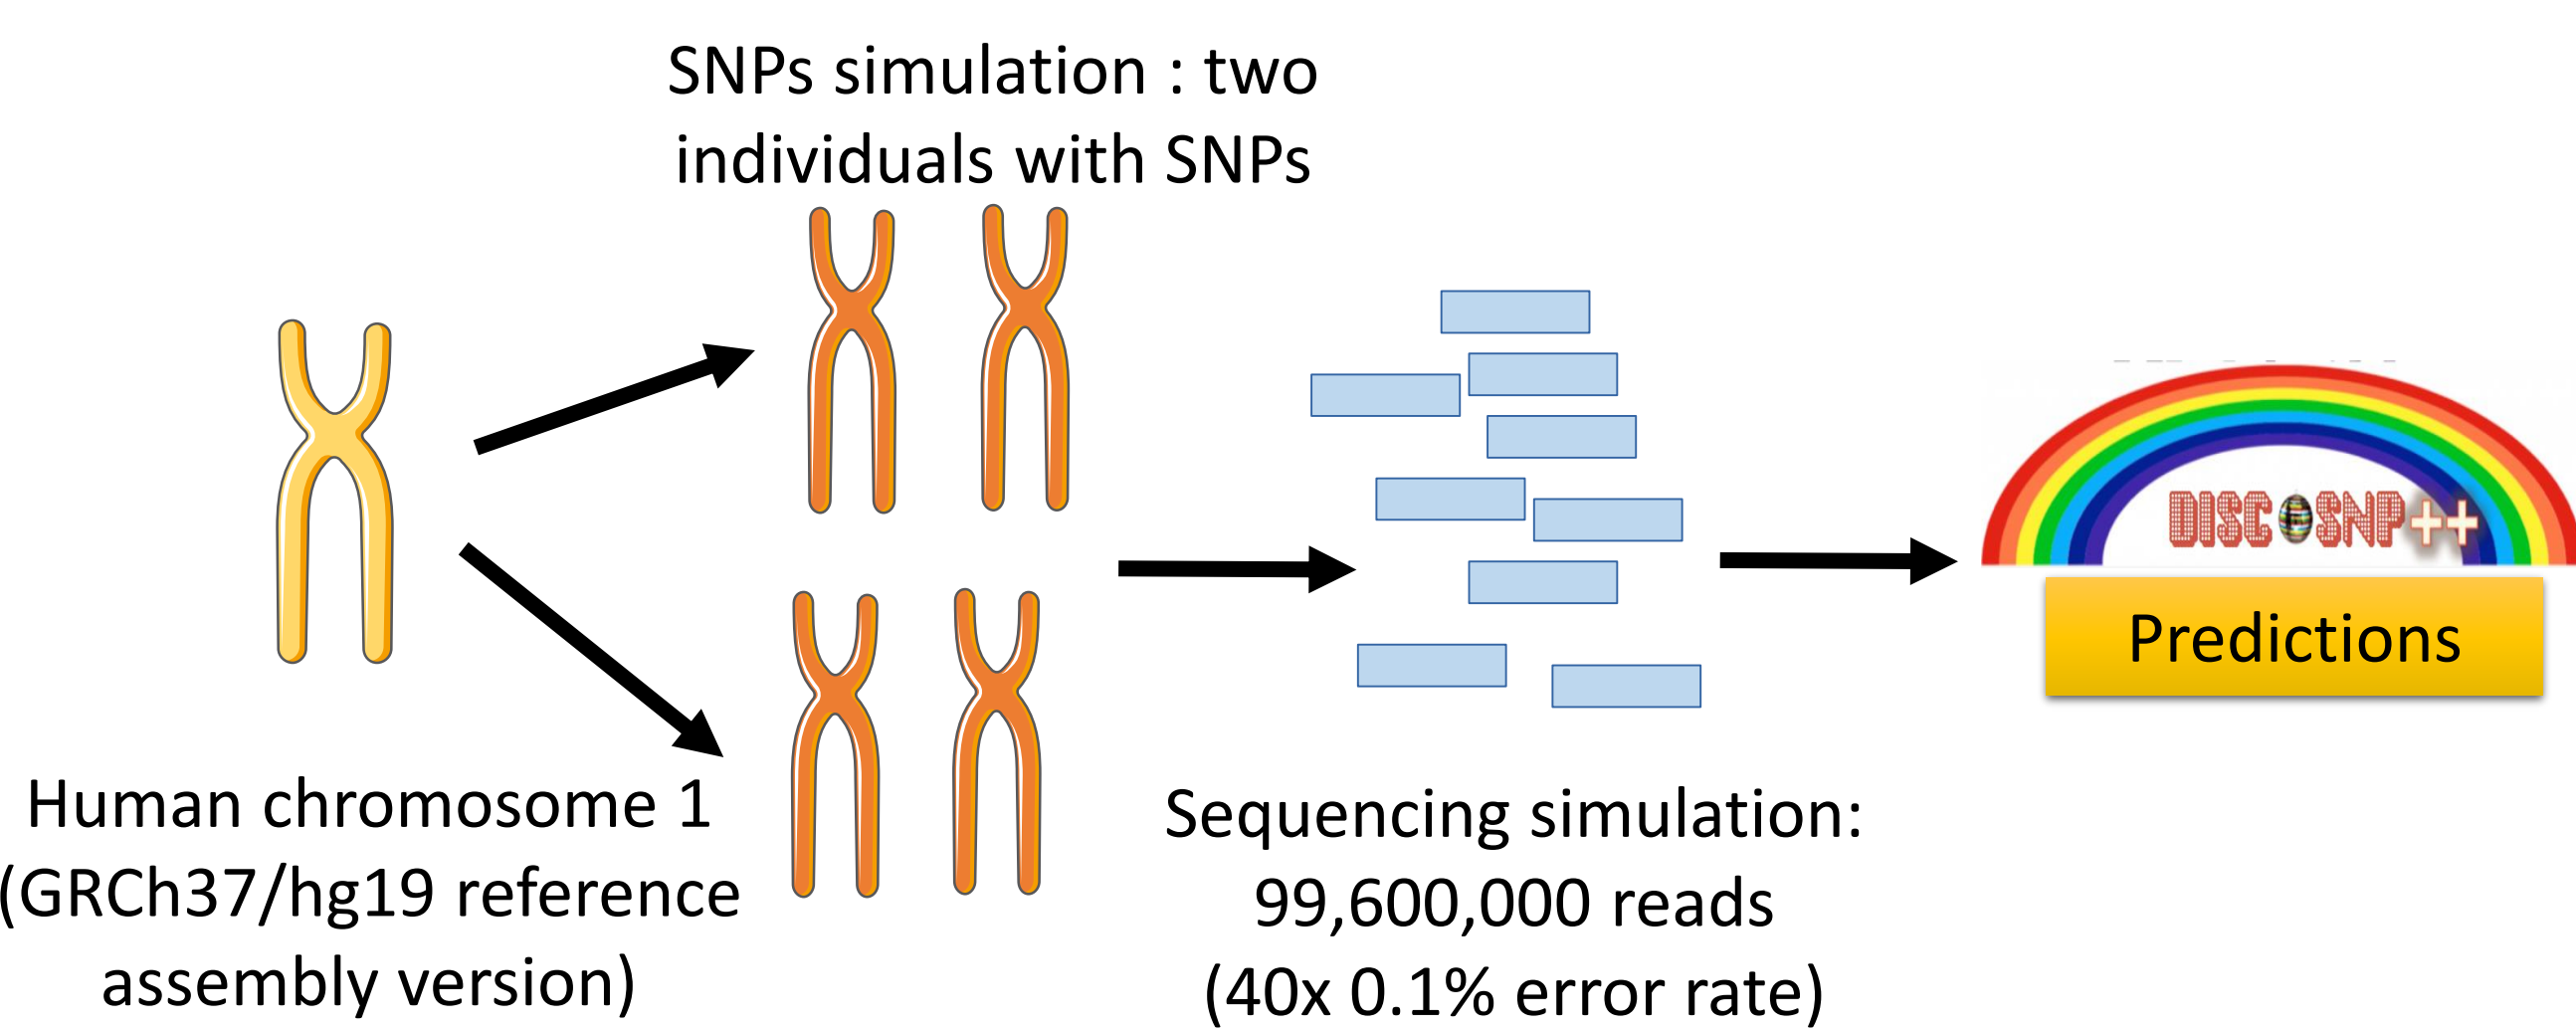 SNPs simulation : two
individuals with SNPs
Human chromosome 1
(GRCh37/hg19 reference
assembly version)
Sequencing simulation:
99,600,000 reads
(40x 0.1% error rate)
DISCOSNP++
Predictions